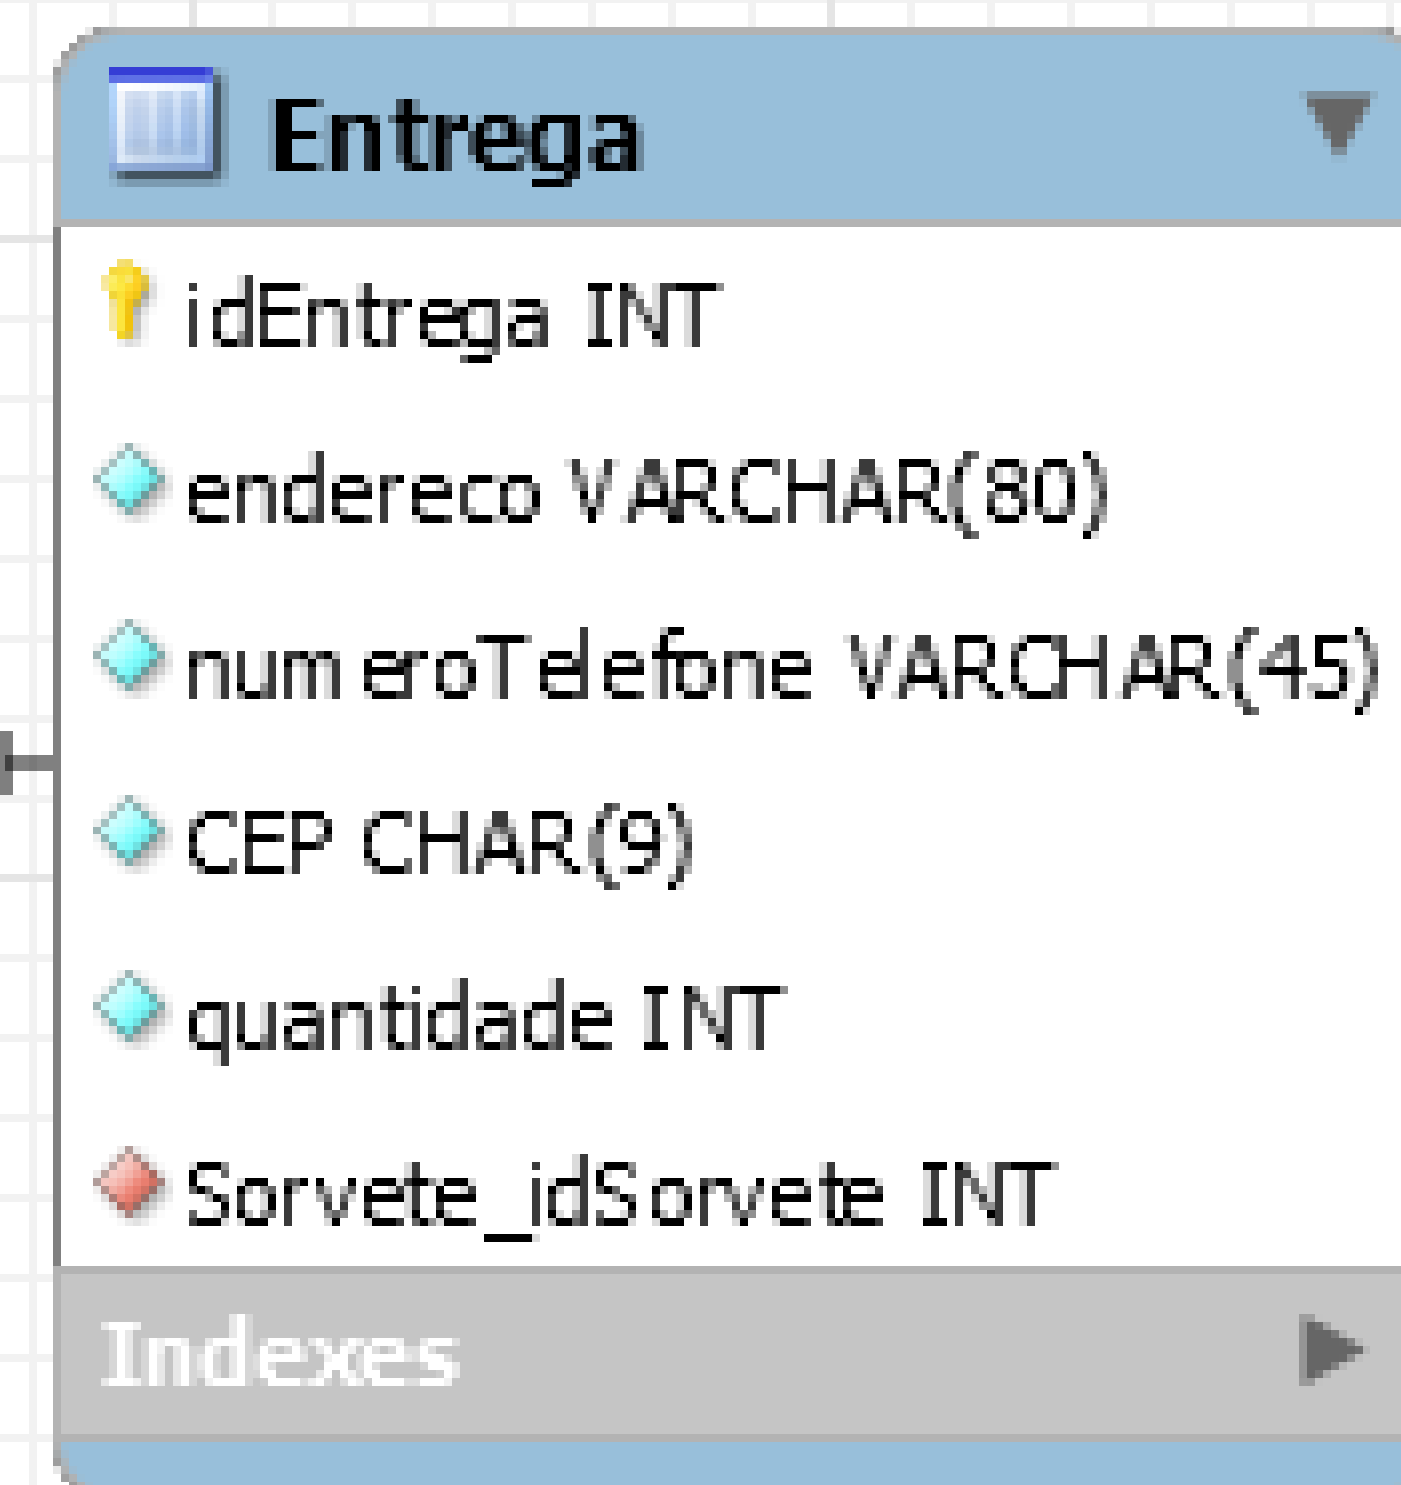 Entrega
idEntrega INT
endereco VARCHAR(80)
numeroTelefone VARCHAR(45)
CEP CHAR(9)
quantidade INT
Sorvete_idSorvete INT
Indexes